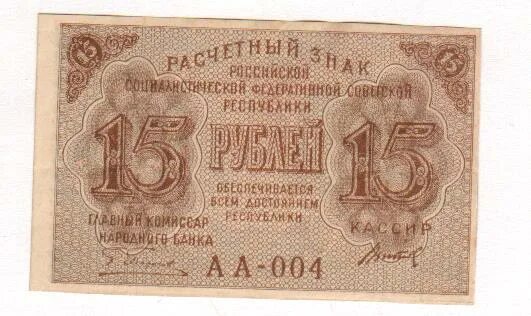 15 15
РАСЧЕТНЫЙ ЗНАК
РОССИЙСКОЙ
СОЦИАЛИСТИЧЕСКОЙ ФЕДЕРАТИВНОЙ СОВЕТСКОЙ
РЕСПУБЛИКИ
15 РУБЛЕЙ 15
ОБЕСПЕЧИВАЕТСЯ
ВСЕМ ДОСТОЯНИЕМ
РЕСПУБЛИКИ
ГЛАВНЫЙ КОМИССАР
НАРОДНОГО БАНКА
КАССИР
АА-004